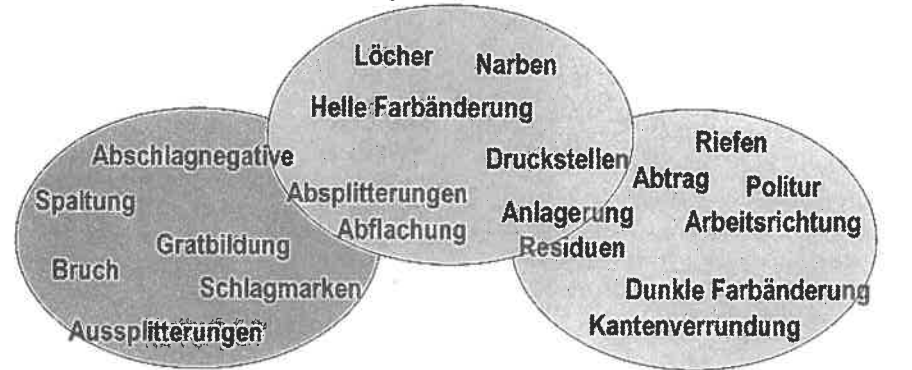 Löcher
Narben
Helle Farbänderung
Druckstellen
Absplitterungen
Anlagerung
Abflachung
Residuen
Abschlagnegative
Spaltung
Gratbildung
Bruch
Schlagmarken
Aussplitterungen
Riefen
Abtrag
Politur
Arbeitsrichtung
Dunkle Farbänderung
Kantenverrundung